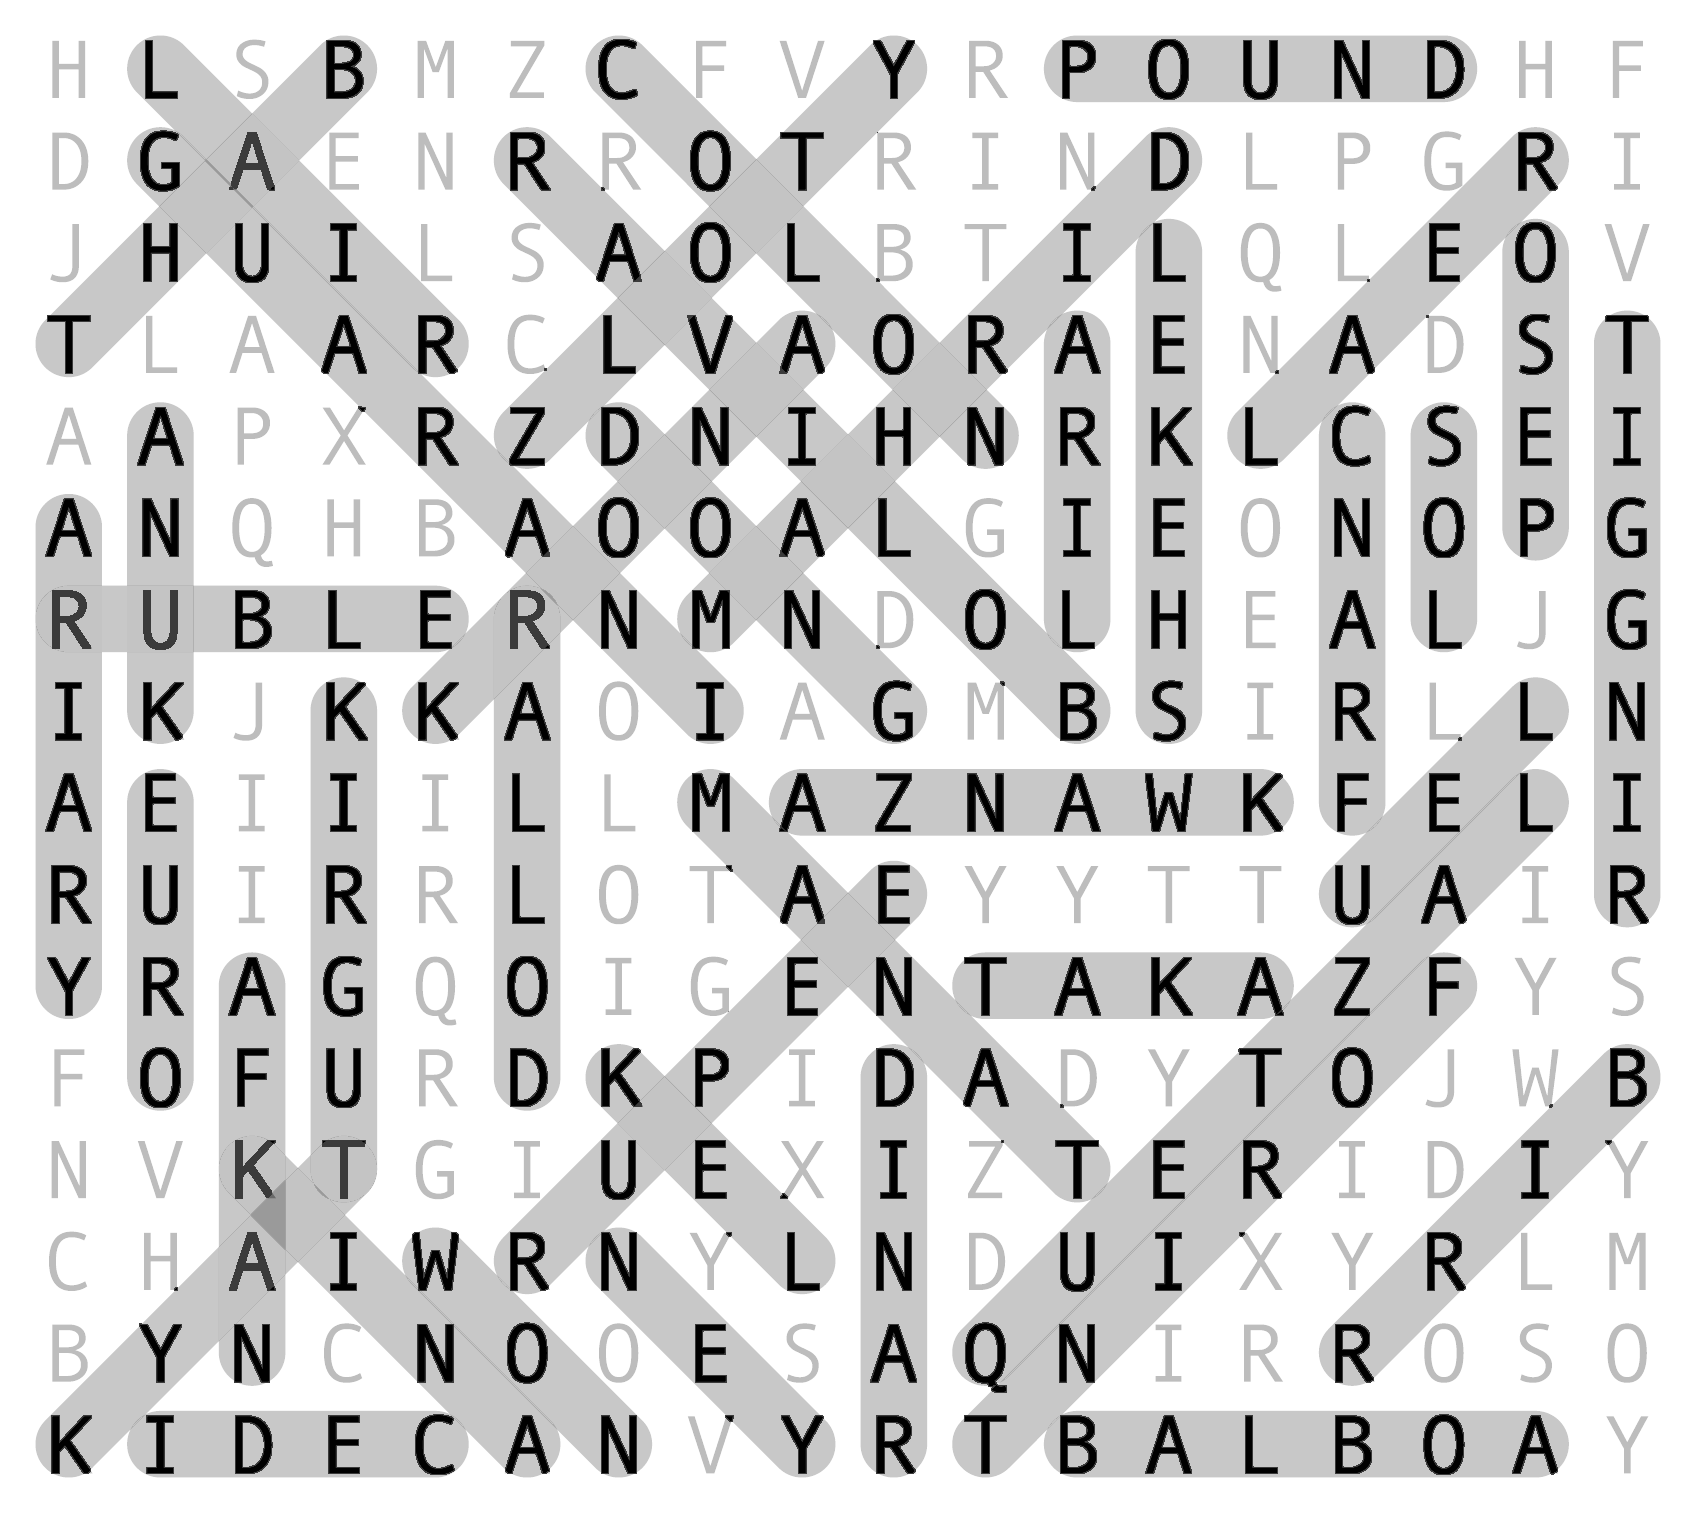 H L S B M Z C F V Y R P O U N D H F
D G A E N R R O T R I N D L P G R I
J H U I L S A O L B T I L Q L E O V
T L A A R C L V A O R A E N A D S T
A A P X R Z D N I H N R K L C S E I
A N Q H B A O O A L G I E O N O P G
R U B L E R N M N D O L H E A L J G
I K J K K A O I A G M B S I R L L N
A E I I I L L M A Z N A W K F E L I
R U I R R L O T A E Y Y T T U A I R
Y R A G Q O I G E N T A K A Z F Y S
F O F U R D K P I D A D Y T O J W B
N V K T G I U E X I Z T E R I D I Y
C H A I W R N Y L N D U I X Y R L M
B Y N C N O O E S A Q N I R R O S O
K I D E C A N V Y R T B A L B O A Y